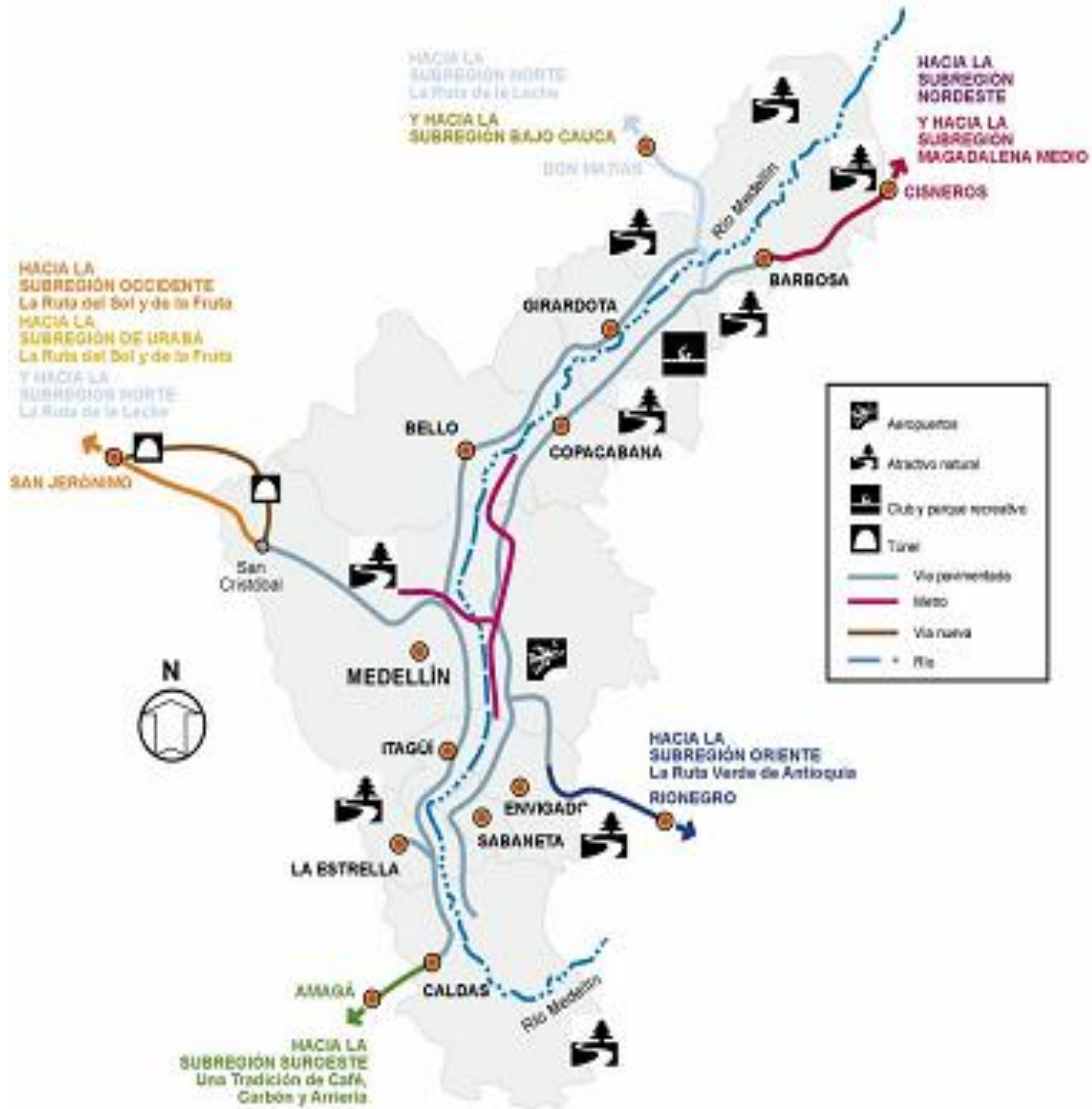 HACIA LA
SUBREGIÓN NORTE
La Ruta de la Leche
Y HACIA LA
SUBREGIÓN BAJO CAUCA
DON MATIAS
HACIA LA
SUBREGIÓN
NORDESTE
Y HACIA LA
SUBREGIÓN
MAGADALENA MEDIO
CISNEROS
Río Medellín
BARBOSA
GIRARDOTA
HACIA LA
SUBREGIÓN OCCIDENTE
La Ruta del Sol y de la Fruta
HACIA LA
SUBREGIÓN DE URABÁ
La Ruta del Sol y de la Fruta
Y HACIA LA
SUBREGIÓN NORTE
La Ruta de la Leche
BELLO
COPACABANA
SAN JERÓNIMO
San
Cristóbal
Aeropuertos
Atractivo natural
Club y parque recreativo
Túnel
Vía pavimentada
Metro
Vía nueva
Río
N
MEDELLÍN
ITAGÜÍ
HACIA LA
SUBREGIÓN ORIENTE
La Ruta Verde de Antioquia
RIONEGRO
ENVIGADO
SABANETA
LA ESTRELLA
CALDAS
AMAGÁ
Río Medellín
HACIA LA
SUBREGIÓN SUROESTE
Una Tradición de Café,
Carbón y Arriería